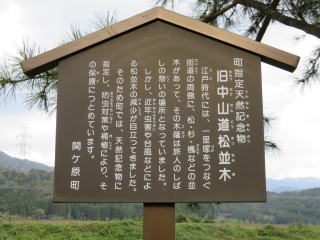 町指定天然記念物
旧中山道松並木
江戸時代には、一里塚をつなぐ
街道の両側に、松・杉・楓などの並
木があって、その木蔭は旅人のしば
しの憩いの場所となっていました。
しかし、近年虫害や台風などによ
る松並木の減少が目立ってきました。
そのため町では、天然記念物に
指定し、防虫対策や補植により、そ
の保護につとめています。
関ケ原町